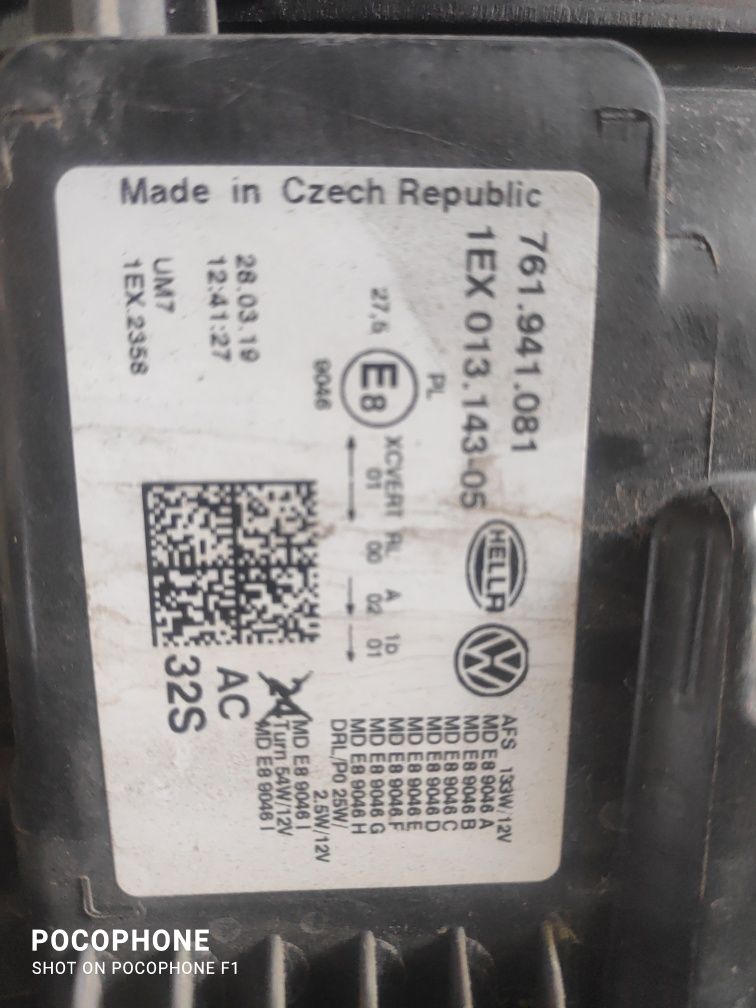 Made in Czech Republic
761.941.081
1EX 013.143-05
HELLA
PL
27,5
E8
9046
XCVERT RL A 1b
01 00 02 01
28.03.19
12:41:27
UM7
1EX.2358
AFS 133W/12V
MD E8 9046 A
MD E8 9046 B
MD E8 9046 C
MD E8 9046 D
MD E8 9046 E
MD E8 9046 F
MD E8 9046 G
MD E8 9046 H
DRL/PO 25W/
2.5W/12V
MD E8 9046 I
Turn 54W/12V
MD E8 9046 I
24
AC
32S
POCOPHONE
SHOT ON POCOPHONE F1